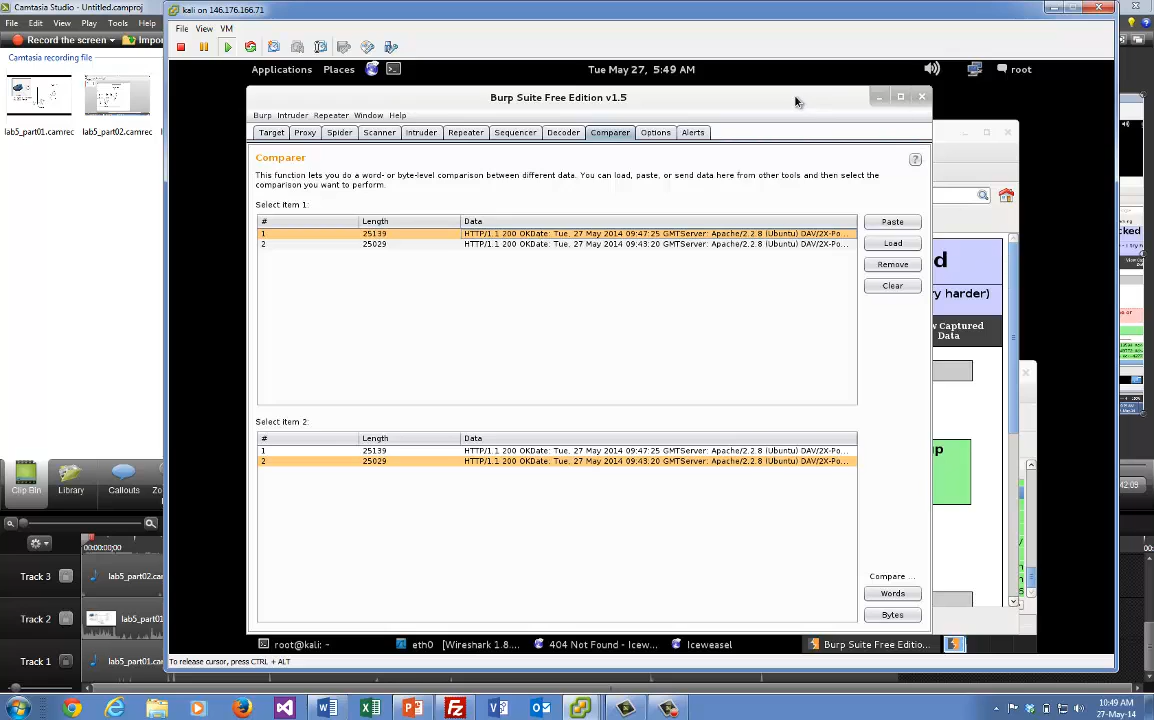 Camtasia Studio - Untitled.camproj
File Edit View Play Tools
Record the screen
Camtasia recording file
lab5_part01.camrec
lab5_part02.camrec
kali on 146.176.166.71
File View VM
Applications Places
Tue May 27, 5:49 AM
root
Burp Suite Free Edition v1.5
Burp Intruder Repeater Window Help
Target Proxy Spider Scanner Intruder Repeater Sequencer Decoder Comparer Options Alerts
Comparer
?
This function lets you do a word- or byte-level comparison between different data. You can load, paste, or send data here from other tools and then select the
comparison you want to perform.
Select item 1:
# Length Data
1 25139 HTTP/1.1 200 OKDate: Tue, 27 May 2014 09:47:25 GMTServer: Apache/2.2.8 (Ubuntu) DAV/2X-Po...
2 25029 HTTP/1.1 200 OKDate: Tue, 27 May 2014 09:43:20 GMTServer: Apache/2.2.8 (Ubuntu) DAV/2X-Po...
Paste
Load
Remove
Clear
Select item 2:
# Length Data
1 25139 HTTP/1.1 200 OKDate: Tue, 27 May 2014 09:47:25 GMTServer: Apache/2.2.8 (Ubuntu) DAV/2X-Po...
2 25029 HTTP/1.1 200 OKDate: Tue, 27 May 2014 09:43:20 GMTServer: Apache/2.2.8 (Ubuntu) DAV/2X-Po...
Compare ...
Words
Bytes
ry harder)
Captured
Data
Clip Bin
Library
Callouts
00:00:00;00
Track 3
lab5_part02.ca
Track 2
lab5_part01
Track 1
lab5_part01.ca
42:09
root@kali: ~
eth0 [Wireshark 1.8....
404 Not Found - Icew...
Iceweasel
Burp Suite Free Editio...
To release cursor, press CTRL + ALT
10:49 AM
27-May-14